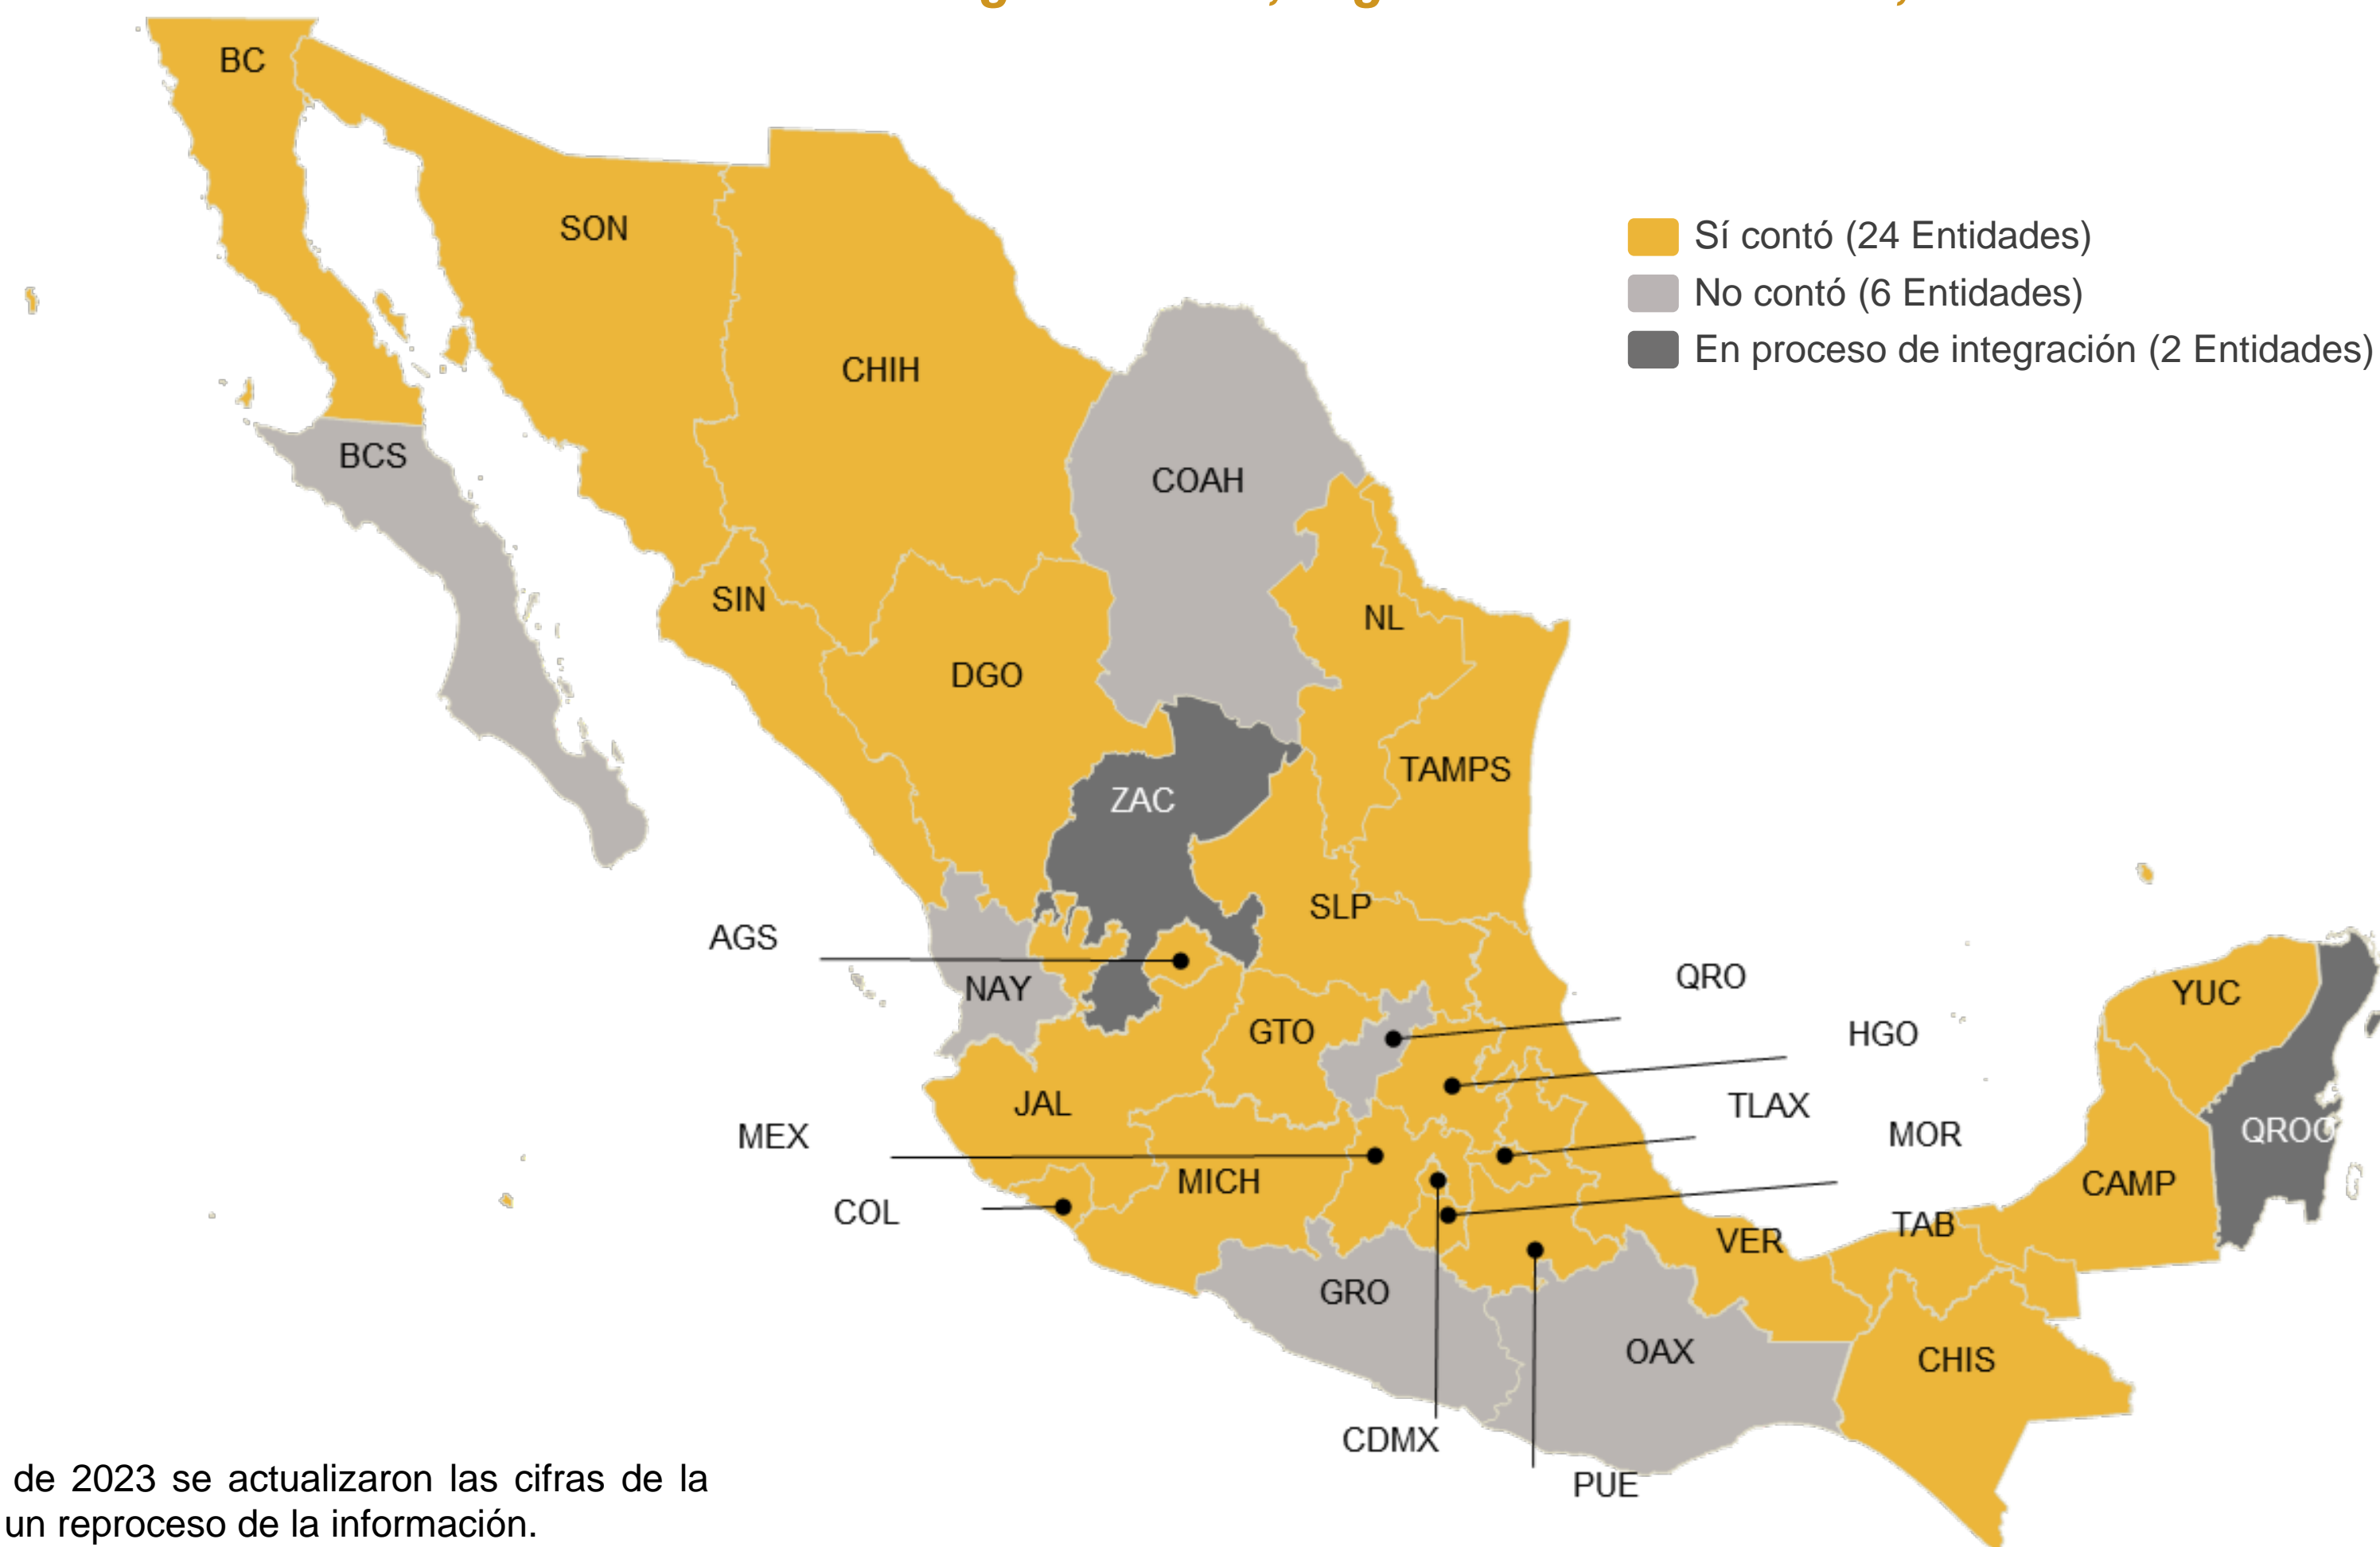 BC
SON
Sí contó (24 Entidades)
No contó (6 Entidades)
En proceso de integración (2 Entidades)
CHIH
BCS
COAH
SIN
NL
DGO
TAMPS
ZAC
SLP
AGS
QRO
NAY
YUC
GTO
HGO
JAL
TLAX
QROO
MEX
MOR
MICH
CAMP
COL
TAB
VER
GRO
OAX
CHIS
CDMX
PUE
de 2023 se actualizaron las cifras de la
un reproceso de la información.